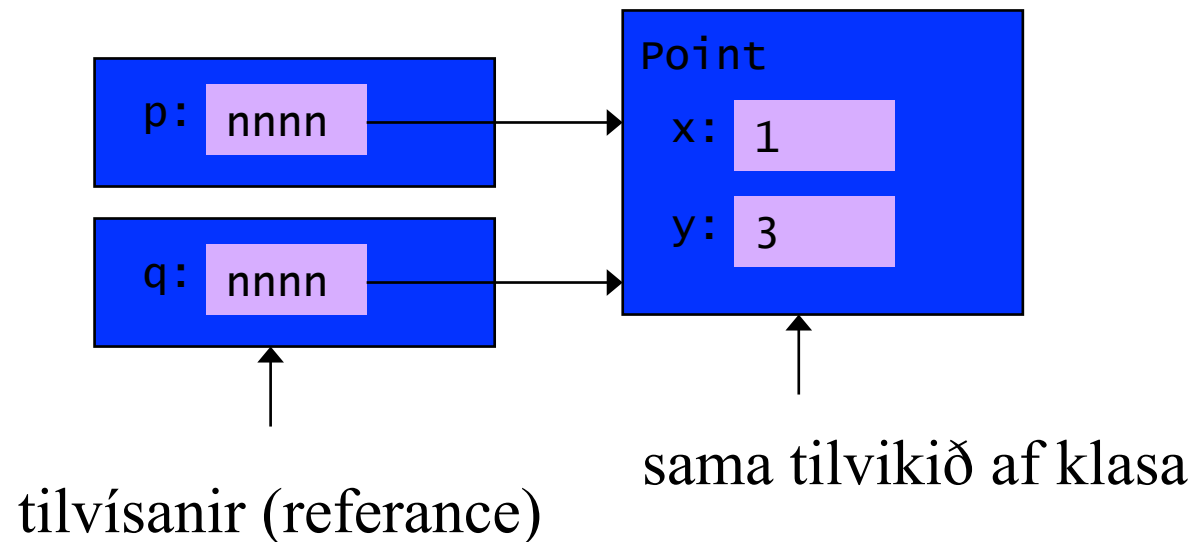 Point
p: nnnn
x: 1
y: 3
q: nnnn
sama tilvikið af klasa
tilvísanir (referance)